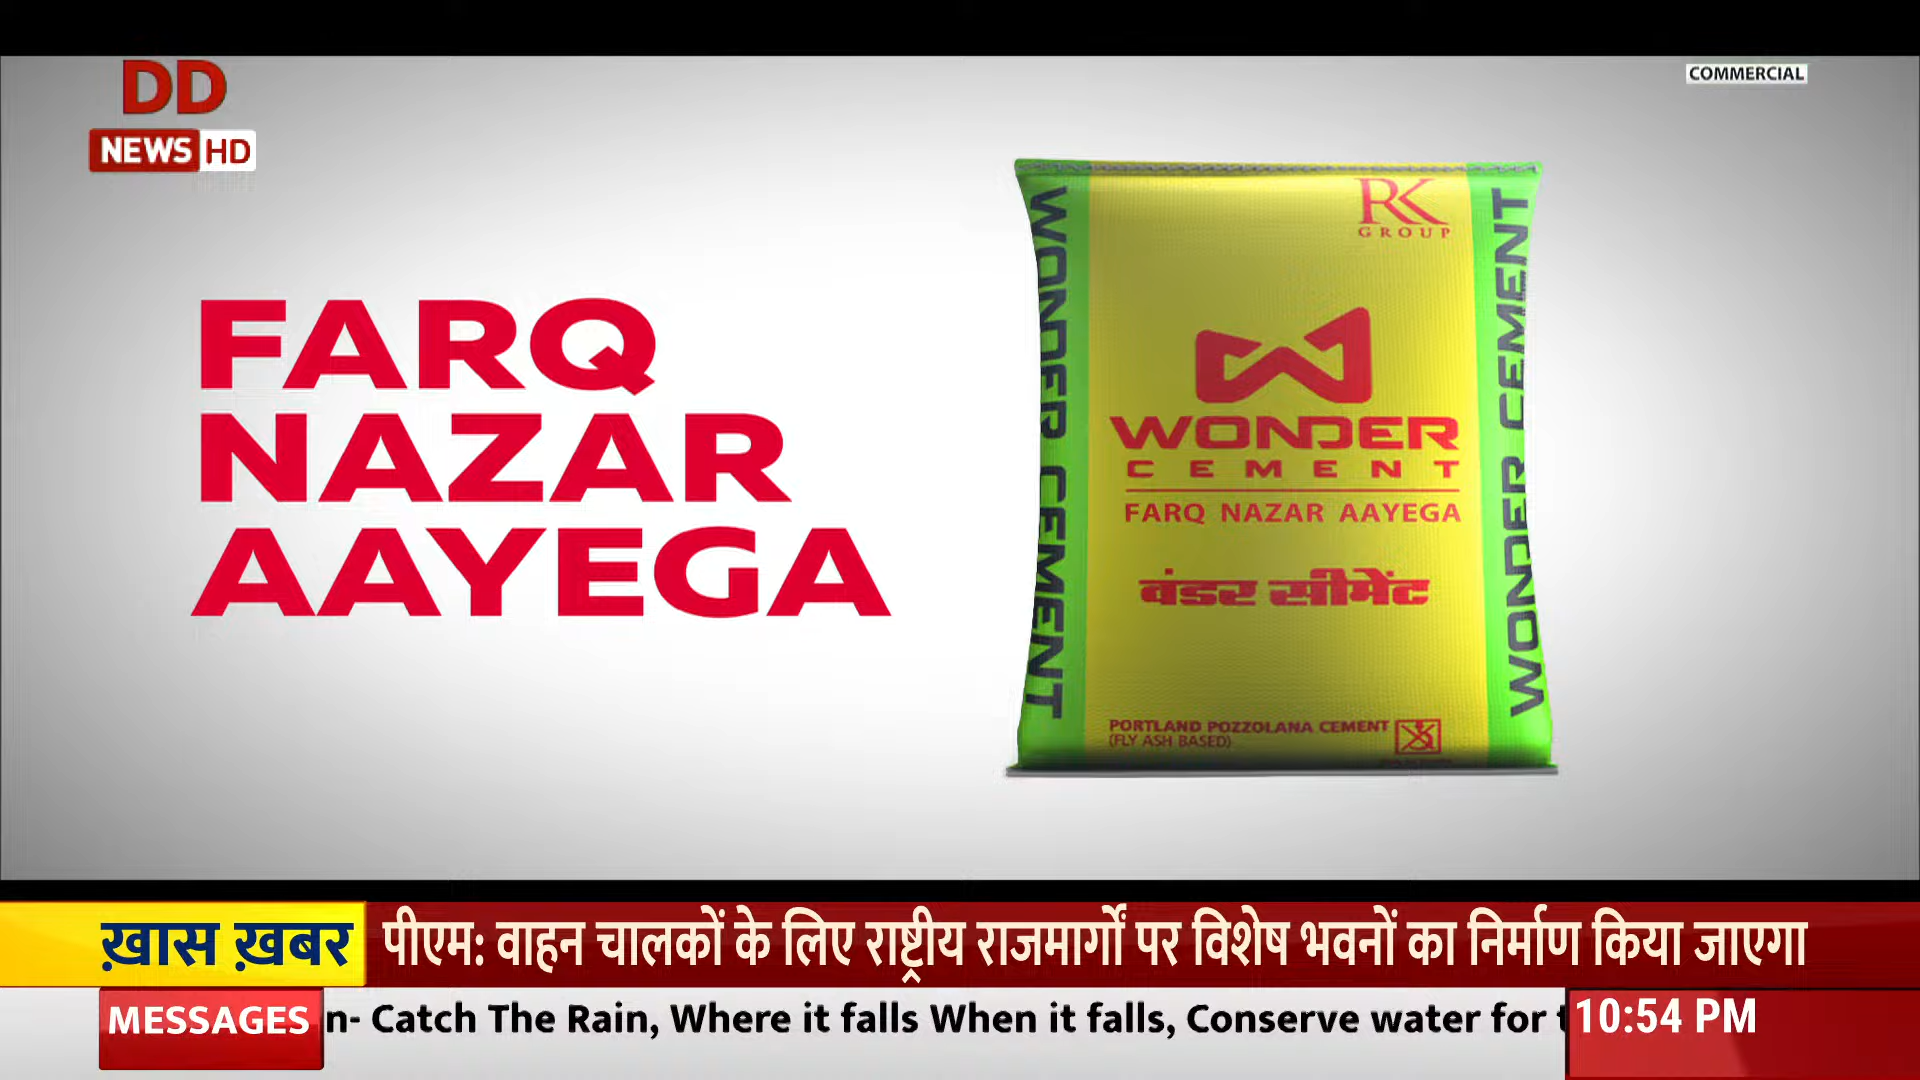 DD
NEWS HD
COMMERCIAL
FARQ
NAZAR
AAYEGA
RK
GROUP
WONDER CEMENT
WONDER
CEMENT
FARQ NAZAR AAYEGA
वंडर सीमेंट
PORTLAND POZZOLANA CEMENT
(FLY ASH BASED)
WONDER CEMENT
ख़ास ख़बर पीएम: वाहन चालकों के लिए राष्ट्रीय राजमार्गों पर विशेष भवनों का निर्माण किया जाएगा
MESSAGES n- Catch The Rain, Where it falls When it falls, Conserve water for t 10:54 PM